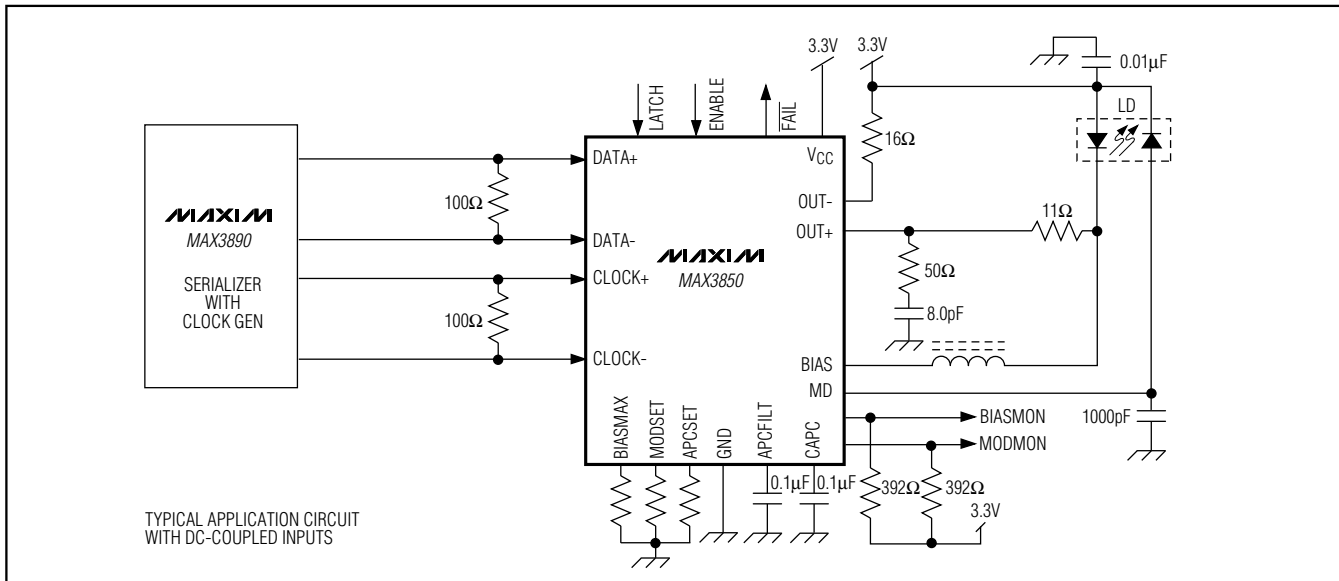 3.3V
3.3V
0.01μF
LATCH
ENABLE
FAIL
LD
16Ω
VCC
DATA+
OUT-
100Ω
MAXIM
MAX3890
SERIALIZER
WITH
CLOCK GEN
DATA-
CLOCK+
100Ω
CLOCK-
MAXIM
MAX3850
OUT+
11Ω
50Ω
8.0pF
BIAS
MD
BIASMON
MODMON
1000pF
BIASMAX
MODSET
APCSET
GND
APCFILT
CAPC
0.1μF
0.1μF
392Ω
392Ω
3.3V
TYPICAL APPLICATION CIRCUIT
WITH DC-COUPLED INPUTS